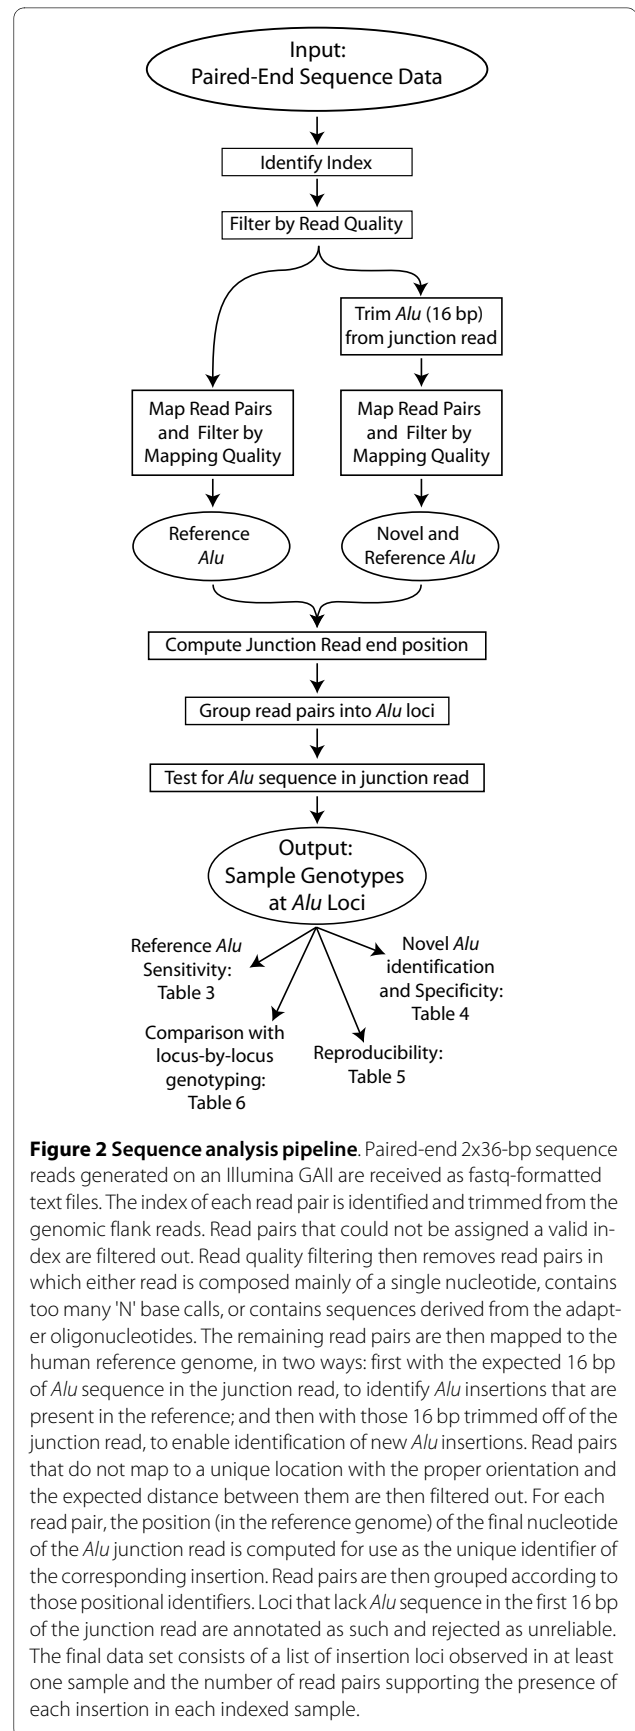 Input:
Paired-End Sequence Data
Identify Index
Filter by Read Quality
Trim Alu (16 bp)
from junction read
Map Read Pairs
and Filter by
Mapping Quality
Map Read Pairs
and Filter by
Mapping Quality
Reference
Alu
Novel and
Reference Alu
Compute Junction Read end position
Group read pairs into Alu loci
Test for Alu sequence in junction read
Output:
Sample Genotypes
at Alu Loci
Reference Alu
Sensitivity:
Table 3
Novel Alu
identification
and Specificity:
Table 4
Comparison with
locus-by-locus
genotyping:
Table 6
Reproducibility:
Table 5
Figure 2 Sequence analysis pipeline. Paired-end 2x36-bp sequence
reads generated on an Illumina GAII are received as fastq-formatted
text files. The index of each read pair is identified and trimmed from the
genomic flank reads. Read pairs that could not be assigned a valid in-
dex are filtered out. Read quality filtering then removes read pairs in
which either read is composed mainly of a single nucleotide, contains
too many 'N' base calls, or contains sequences derived from the adapt-
er oligonucleotides. The remaining read pairs are then mapped to the
human reference genome, in two ways: first with the expected 16 bp
of Alu sequence in the junction read, to identify Alu insertions that are
present in the reference; and then with those 16 bp trimmed off of the
junction read, to enable identification of new Alu insertions. Read pairs
that do not map to a unique location with the proper orientation and
the expected distance between them are then filtered out. For each
read pair, the position (in the reference genome) of the final nucleotide
of the Alu junction read is computed for use as the unique identifier of
the corresponding insertion. Read pairs are then grouped according to
those positional identifiers. Loci that lack Alu sequence in the first 16 bp
of the junction read are annotated as such and rejected as unreliable.
The final data set consists of a list of insertion loci observed in at least
one sample and the number of read pairs supporting the presence of
each insertion in each indexed sample.